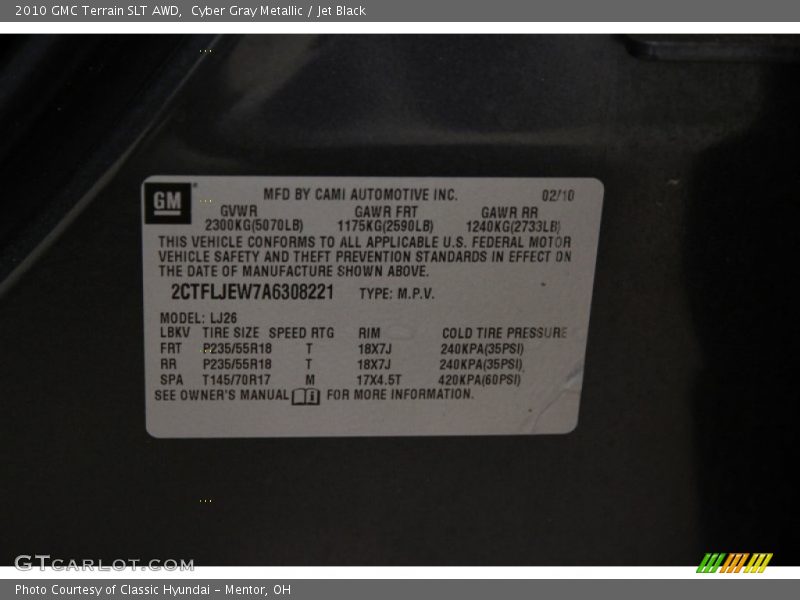 2010 GMC Terrain SLT AWD, Cyber Gray Metallic / Jet Black
GM
MFD BY CAMI AUTOMOTIVE INC. 02/10
GVWR GAWR FRT GAWR RR
2300KG(5070LB) 1175KG(2590LB) 1240KG(2733LB)
THIS VEHICLE CONFORMS TO ALL APPLICABLE U.S. FEDERAL MOTOR
VEHICLE SAFETY AND THEFT PREVENTION STANDARDS IN EFFECT ON
THE DATE OF MANUFACTURE SHOWN ABOVE.
2CTFLJEW7A6308221 TYPE: M.P.V.
MODEL: LJ26
LBKV TIRE SIZE SPEED RTG RIM COLD TIRE PRESSURE
FRT P235/55R18 T 18X7J 240KPA(35PSI)
RR P235/55R18 T 18X7J 240KPA(35PSI)
SPA T145/70R17 M 17X4.5T 420KPA(60PSI)
SEE OWNER'S MANUAL FOR MORE INFORMATION.
GTCARLOT.COM
Photo Courtesy of Classic Hyundai - Mentor, OH